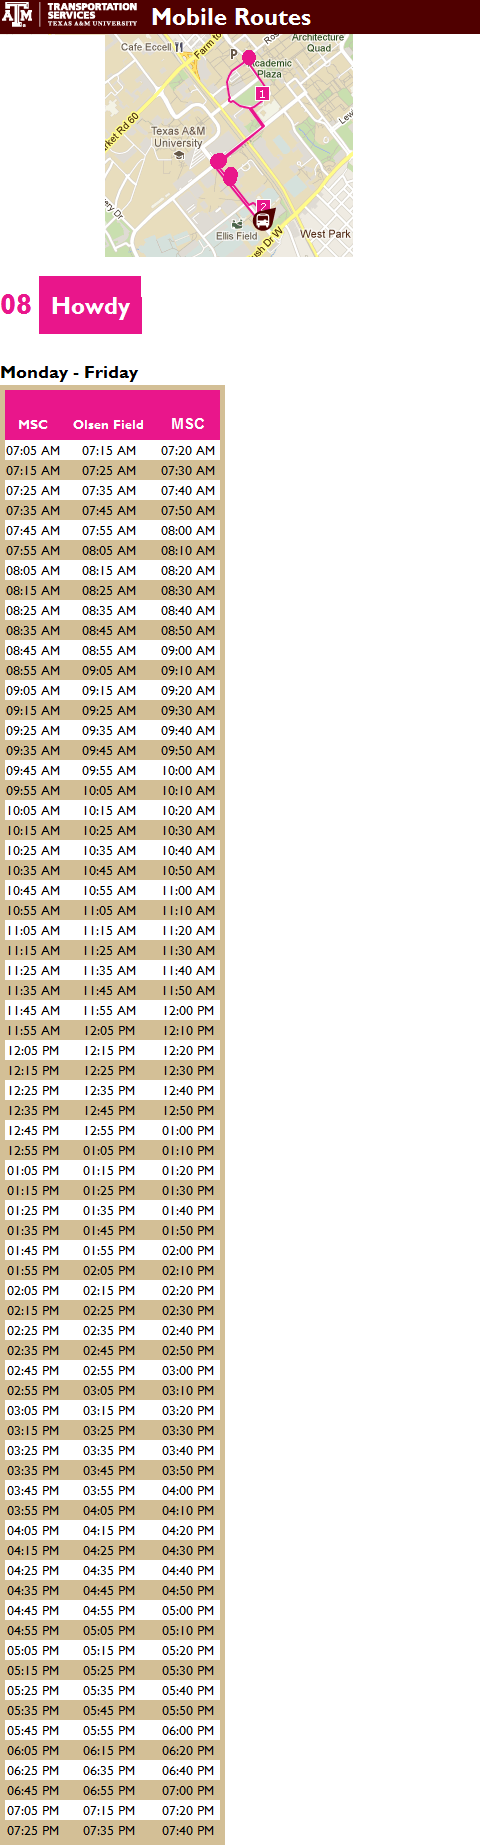 TRANSPORTATION
SERVICES
TEXAS A&M UNIVERSITY
Mobile Routes
Architecture
Quad
Cafe Eccell
Farm to
P
Academic
Plaza
1
Lew
rket Rd 60
Texas A&M
University
ery Dr
2
Ellis Field
West Park
ush Dr W
08 Howdy
Monday - Friday
MSC Olsen Field MSC
07:05 AM 07:15 AM 07:20 AM
07:15 AM 07:25 AM 07:30 AM
07:25 AM 07:35 AM 07:40 AM
07:35 AM 07:45 AM 07:50 AM
07:45 AM 07:55 AM 08:00 AM
07:55 AM 08:05 AM 08:10 AM
08:05 AM 08:15 AM 08:20 AM
08:15 AM 08:25 AM 08:30 AM
08:25 AM 08:35 AM 08:40 AM
08:35 AM 08:45 AM 08:50 AM
08:45 AM 08:55 AM 09:00 AM
08:55 AM 09:05 AM 09:10 AM
09:05 AM 09:15 AM 09:20 AM
09:15 AM 09:25 AM 09:30 AM
09:25 AM 09:35 AM 09:40 AM
09:35 AM 09:45 AM 09:50 AM
09:45 AM 09:55 AM 10:00 AM
09:55 AM 10:05 AM 10:10 AM
10:05 AM 10:15 AM 10:20 AM
10:15 AM 10:25 AM 10:30 AM
10:25 AM 10:35 AM 10:40 AM
10:35 AM 10:45 AM 10:50 AM
10:45 AM 10:55 AM 11:00 AM
10:55 AM 11:05 AM 11:10 AM
11:05 AM 11:15 AM 11:20 AM
11:15 AM 11:25 AM 11:30 AM
11:25 AM 11:35 AM 11:40 AM
11:35 AM 11:45 AM 11:50 AM
11:45 AM 11:55 AM 12:00 PM
11:55 AM 12:05 PM 12:10 PM
12:05 PM 12:15 PM 12:20 PM
12:15 PM 12:25 PM 12:30 PM
12:25 PM 12:35 PM 12:40 PM
12:35 PM 12:45 PM 12:50 PM
12:45 PM 12:55 PM 01:00 PM
12:55 PM 01:05 PM 01:10 PM
01:05 PM 01:15 PM 01:20 PM
01:15 PM 01:25 PM 01:30 PM
01:25 PM 01:35 PM 01:40 PM
01:35 PM 01:45 PM 01:50 PM
01:45 PM 01:55 PM 02:00 PM
01:55 PM 02:05 PM 02:10 PM
02:05 PM 02:15 PM 02:20 PM
02:15 PM 02:25 PM 02:30 PM
02:25 PM 02:35 PM 02:40 PM
02:35 PM 02:45 PM 02:50 PM
02:45 PM 02:55 PM 03:00 PM
02:55 PM 03:05 PM 03:10 PM
03:05 PM 03:15 PM 03:20 PM
03:15 PM 03:25 PM 03:30 PM
03:25 PM 03:35 PM 03:40 PM
03:35 PM 03:45 PM 03:50 PM
03:45 PM 03:55 PM 04:00 PM
03:55 PM 04:05 PM 04:10 PM
04:05 PM 04:15 PM 04:20 PM
04:15 PM 04:25 PM 04:30 PM
04:25 PM 04:35 PM 04:40 PM
04:35 PM 04:45 PM 04:50 PM
04:45 PM 04:55 PM 05:00 PM
04:55 PM 05:05 PM 05:10 PM
05:05 PM 05:15 PM 05:20 PM
05:15 PM 05:25 PM 05:30 PM
05:25 PM 05:35 PM 05:40 PM
05:35 PM 05:45 PM 05:50 PM
05:45 PM 05:55 PM 06:00 PM
06:05 PM 06:15 PM 06:20 PM
06:25 PM 06:35 PM 06:40 PM
06:45 PM 06:55 PM 07:00 PM
07:05 PM 07:15 PM 07:20 PM
07:25 PM 07:35 PM 07:40 PM